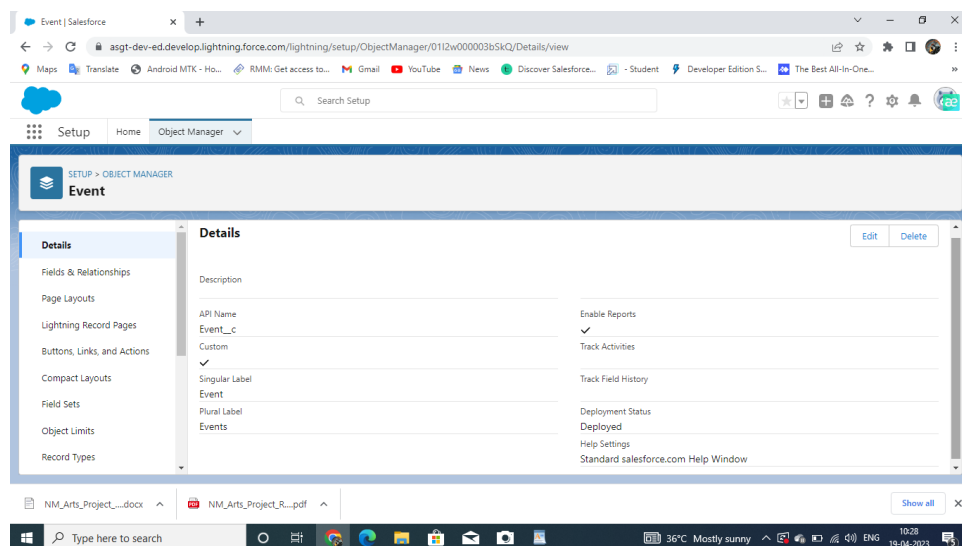 Event | Salesforce
asgt-dev-ed.develop.lightning.force.com/lightning/setup/ObjectManager/01I2w000003bSkQ/Details/view
Maps Translate Android MTK - Ho... RMM: Get access to... Gmail YouTube News Discover Salesforce... - Student Developer Edition S... The Best All-In-One... »
Search Setup
Setup Home Object Manager
SETUP > OBJECT MANAGER
Event
Details
Fields & Relationships
Page Layouts
Lightning Record Pages
Buttons, Links, and Actions
Compact Layouts
Field Sets
Object Limits
Record Types
Details
Edit Delete
Description
API Name
Event__c
Custom
Singular Label
Event
Plural Label
Events
Enable Reports
Track Activities
Track Field History
Deployment Status
Deployed
Help Settings
Standard salesforce.com Help Window
NM_Arts_Project_....docx NM_Arts_Project_R....pdf Show all
Type here to search 36°C Mostly sunny ENG 10:28
19-04-2023